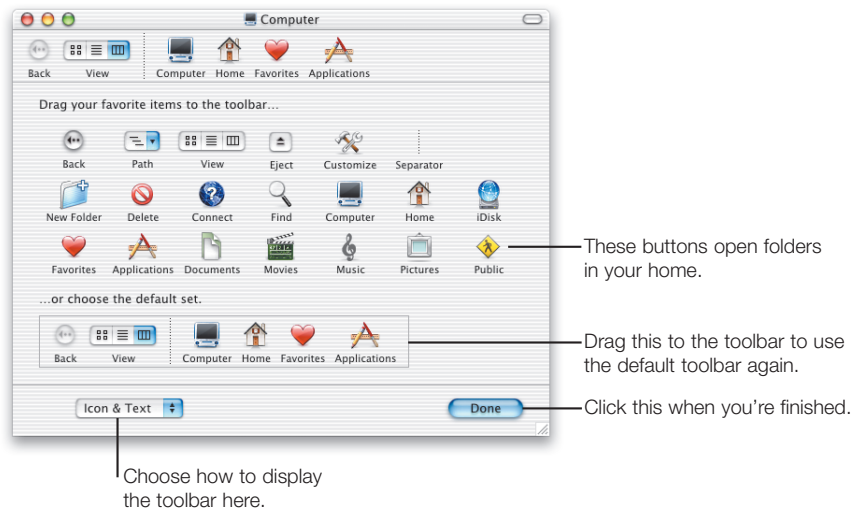 Computer
Back View Computer Home Favorites Applications
Drag your favorite items to the toolbar...
Back Path View Eject Customize Separator
New Folder Delete Connect Find Computer Home iDisk
Favorites Applications Documents Movies Music Pictures Public
These buttons open folders
in your home.
...or choose the default set.
Back View Computer Home Favorites Applications
Drag this to the toolbar to use
the default toolbar again.
Icon & Text
Done
Click this when you’re finished.
Choose how to display
the toolbar here.